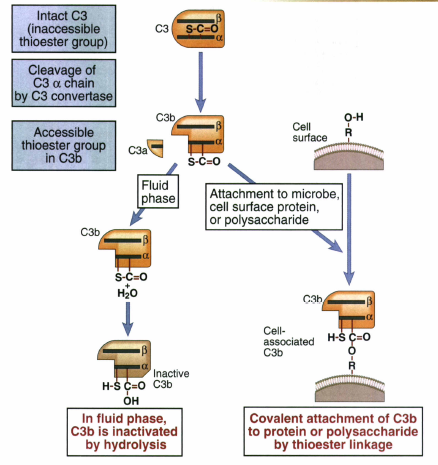 Intact C3
(inaccessible
thioester group)
C3
β
S-C=O
α
Cleavage of
C3 α chain
by C3 convertase
Accessible
thioester group
in C3b
C3b
β
α
C3a
S-C=O
Cell
surface
O-H
R
Fluid
phase
Attachment to microbe,
cell surface protein,
or polysaccharide
C3b
β
α
S-C=O
+
H₂O
C3b
β
α
H-S C=O
O
R
Cell-
associated
C3b
β
α
Inactive
C3b
H-S C=O
OH
In fluid phase,
C3b is inactivated
by hydrolysis
Covalent attachment of C3b
to protein or polysaccharide
by thioester linkage